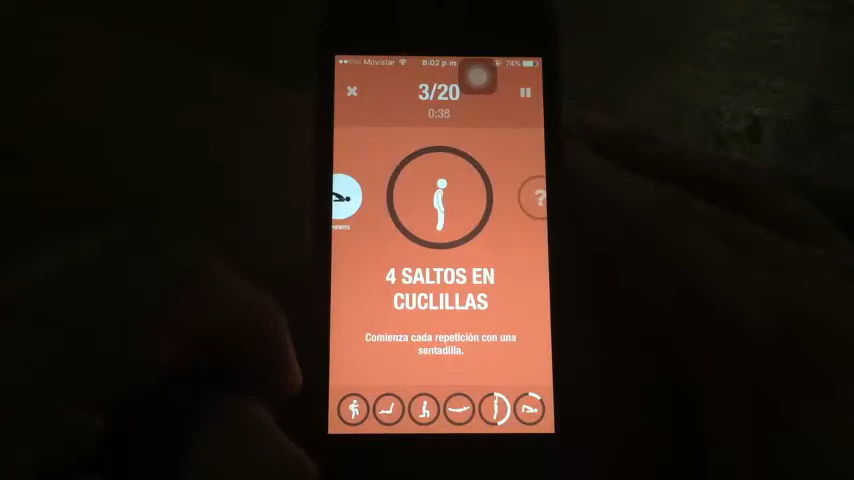 Movistar 8:02 p.m. 74%
3/20
0:38
?
4 SALTOS EN
CUCLILLAS
Comienza cada repetición con una
sentadilla.